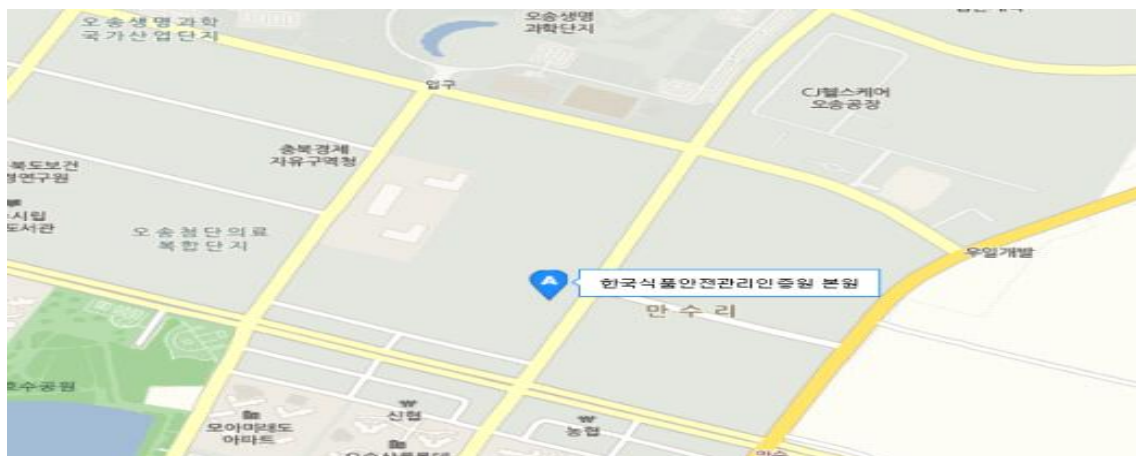 오송생명과학
국가산업단지
오송생명
과학단지
입구
CJ헬스케어
오송공장
충북경제
자유구역청
북도보건
경연구원
시립
도서관
오송첨단의료
복합단지
우일개발
A
한국식품안전관리인증원 본원
만수리
호수공원
신협
모아미래도
아파트
농협